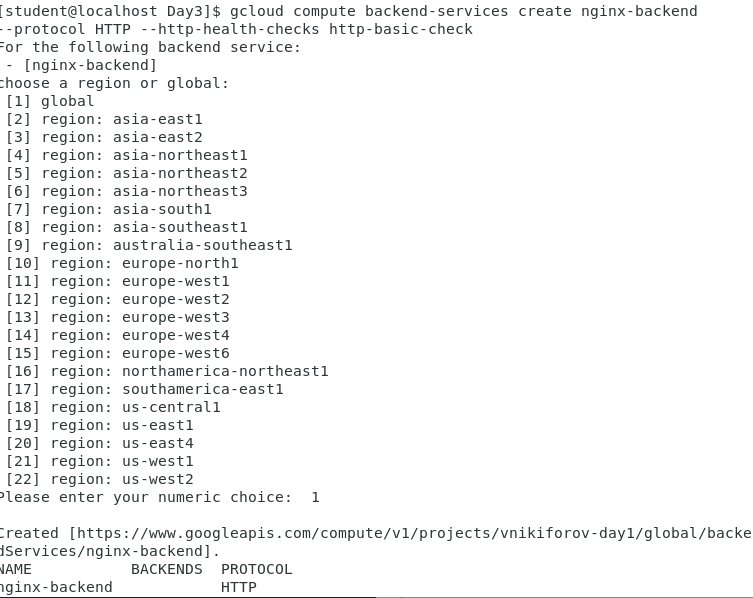 [student@localhost Day3]$ gcloud compute backend-services create nginx-backend
--protocol HTTP --http-health-checks http-basic-check
For the following backend service:
 - [nginx-backend]
choose a region or global:
 [1] global
 [2] region: asia-east1
 [3] region: asia-east2
 [4] region: asia-northeast1
 [5] region: asia-northeast2
 [6] region: asia-northeast3
 [7] region: asia-south1
 [8] region: asia-southeast1
 [9] region: australia-southeast1
 [10] region: europe-north1
 [11] region: europe-west1
 [12] region: europe-west2
 [13] region: europe-west3
 [14] region: europe-west4
 [15] region: europe-west6
 [16] region: northamerica-northeast1
 [17] region: southamerica-east1
 [18] region: us-central1
 [19] region: us-east1
 [20] region: us-east4
 [21] region: us-west1
 [22] region: us-west2
Please enter your numeric choice:  1
Created [https://www.googleapis.com/compute/v1/projects/vnikiforov-day1/global/backe
dServices/nginx-backend].
NAME           BACKENDS  PROTOCOL
nginx-backend            HTTP